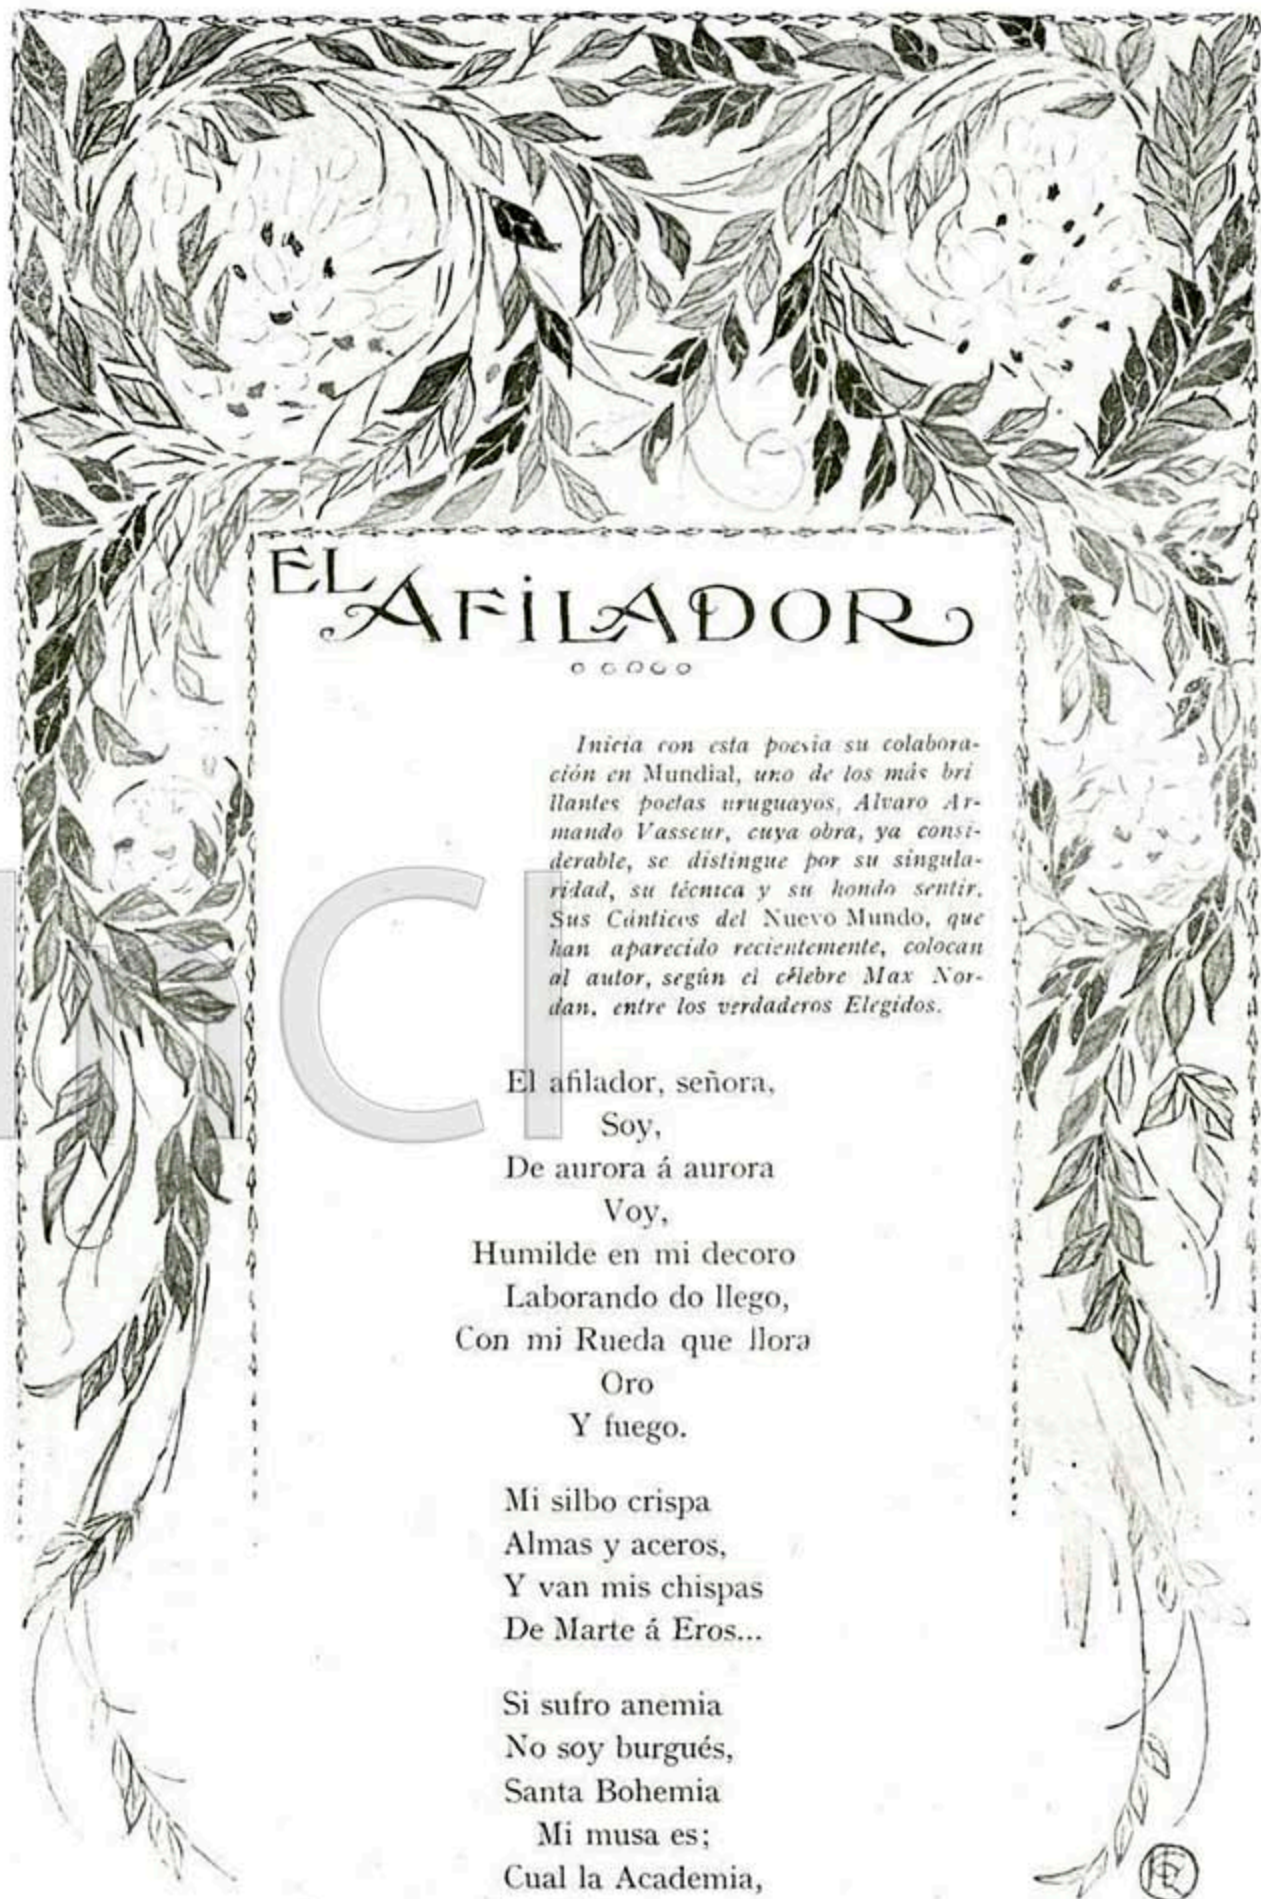 EL AFILADOR
Inicia con esta poesia su colabora-
ción en Mundial, uno de los más bri
llantes poetas uruguayos, Alvaro Ar-
mando Vasseur, cuya obra, ya consi-
derable, se distingue por su singula-
ridad, su técnica y su hondo sentir.
Sus Cánticos del Nuevo Mundo, que
han aparecido recientemente, colocan
al autor, según el célebre Max Nor-
dan, entre los verdaderos Elegidos.
El afilador, señora,
Soy,
De aurora á aurora
Voy,
Humilde en mi decoro
Laborando do llego,
Con mi Rueda que llora
Oro
Y fuego.
Mi silbo crispa
Almas y aceros,
Y van mis chispas
De Marte á Eros...
Si sufro anemia
No soy burgués,
Santa Bohemia
Mi musa es;
Cual la Academia,